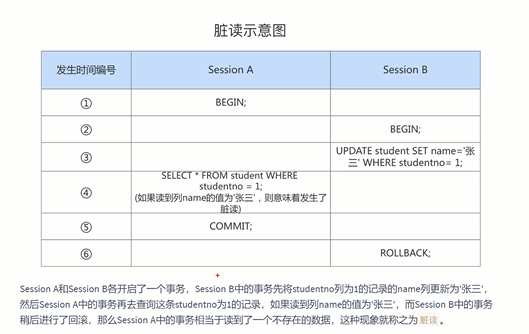 脏读示意图
发生时间编号 Session A Session B
① BEGIN;
② BEGIN;
③ UPDATE student SET name='张
三' WHERE studentno= 1;
④ SELECT * FROM student WHERE
studentno = 1;
(如果读到列name的值为'张三'，则意味着发生了
脏读)
⑤ COMMIT;
⑥ ROLLBACK;
Session A和Session B各开启了一个事务，Session B中的事务先将studentno列为1的记录的name列更新为'张三'，
然后Session A中的事务再去查询这条studentno为1的记录，如果读到列name的值为'张三'，而Session B中的事务
稍后进行了回滚，那么Session A中的事务相当于读到了一个不存在的数据，这种现象就称之为 脏读 。